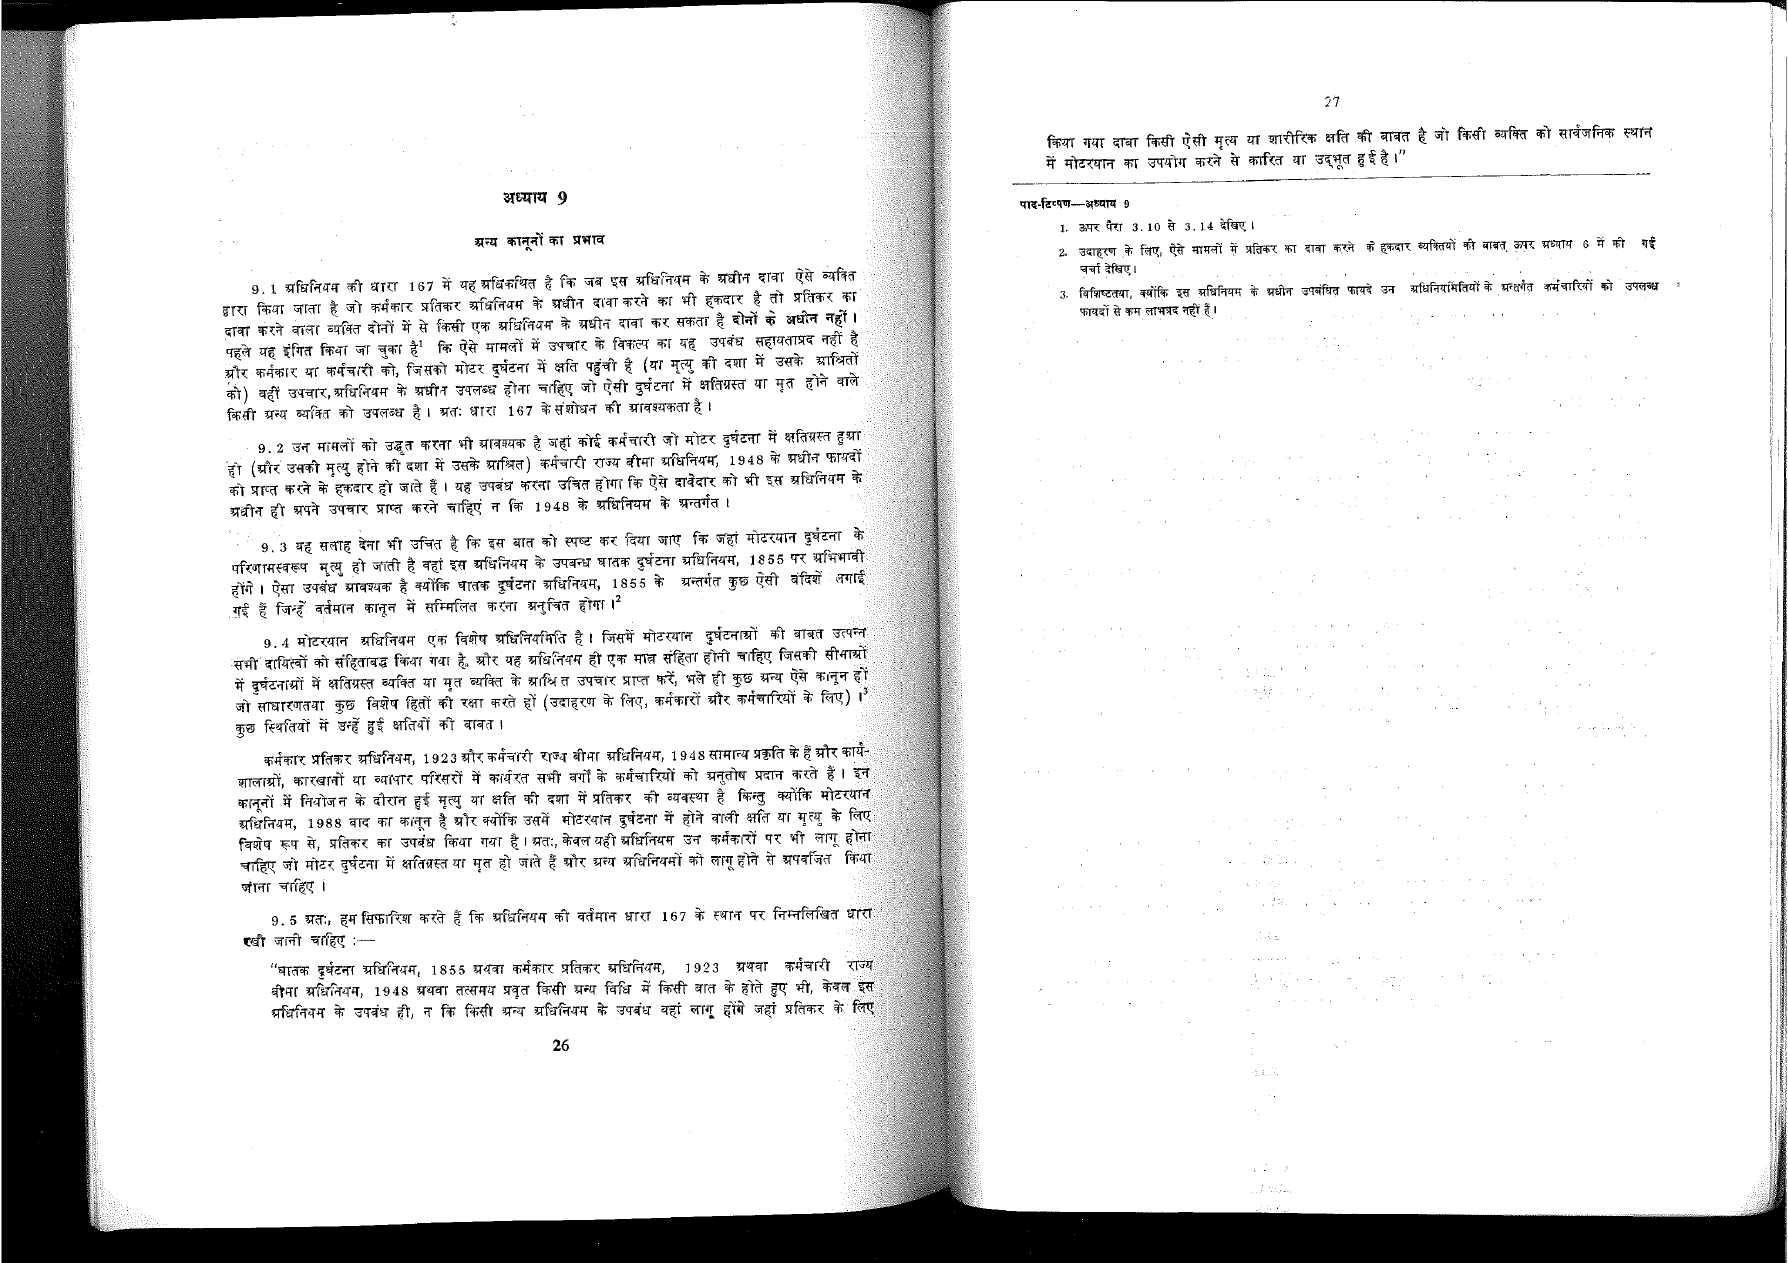 अध्याय 9
अन्य कानूनों का प्रभाव
9.1 अधिनियम की धारा 167 में यह अधिकथित है कि जब इस अधिनियम के अधीन दावा ऐसे व्यक्ति
द्वारा किया जाता है जो कर्मकार प्रतिकर अधिनियम के अधीन दावा करने का भी हकदार है तो प्रतिकर का
दावा करने वाला व्यक्ति दोनों में से किसी एक अधिनियम के अधीन दावा कर सकता है दोनों के अधीन नहीं।
पहले यह इंगित किया जा चुका है1 कि ऐसे मामलों में उपचार के विकल्प का यह उपबंध सहायताप्रद नहीं है
और कर्मकार या कर्मचारी को, जिसको मोटर दुर्घटना में क्षति पहुंची है (या मृत्यु की दशा में उसके आश्रितों
को) वही उपचार, अधिनियम के अधीन उपलब्ध होना चाहिए जो ऐसी दुर्घटना में क्षतिग्रस्त या मृत होने वाले
किसी अन्य व्यक्ति को उपलब्ध है। अतः धारा 167 के संशोधन की आवश्यकता है।
9.2 उन मामलों को उद्धृत करना भी आवश्यक है जहां कोई कर्मचारी जो मोटर दुर्घटना में क्षतिग्रस्त हुआ
हो (और उसकी मृत्यु होने की दशा में उसके आश्रित) कर्मचारी राज्य बीमा अधिनियम, 1948 के अधीन फायदों
को प्राप्त करने के हकदार हो जाते हैं। यह उपबंध करना उचित होगा कि ऐसे दावेदार को भी इस अधिनियम के
अधीन ही अपने उपचार प्राप्त करने चाहिएं न कि 1948 के अधिनियम के अन्तर्गत।
9.3 यह सलाह देना भी उचित है कि इस बात को स्पष्ट कर दिया जाए कि जहां मोटरयान दुर्घटना के
परिणामस्वरूप मृत्यु हो जाती है वहां इस अधिनियम के उपबन्ध घातक दुर्घटना अधिनियम, 1855 पर अभिभावी
होंगे। ऐसा उपबंध आवश्यक है क्योंकि घातक दुर्घटना अधिनियम, 1855 के अन्तर्गत कुछ ऐसी बंदिशें लगाई
गई हैं जिन्हें वर्तमान कानून में सम्मिलित करना अनुचित होगा।2
9.4 मोटरयान अधिनियम एक विशेष अधिनियमिति है। जिसमें मोटरयान दुर्घटनाओं की बाबत उत्पन्न
सभी दायित्वों को संहिताबद्ध किया गया है, और यह अधिनियम ही एक मात्र संहिता होनी चाहिए जिसकी सीमाओं
में दुर्घटनाओं में क्षतिग्रस्त व्यक्ति या मृत व्यक्ति के आश्रित उपचार प्राप्त करें, भले ही कुछ अन्य ऐसे कानून हों
जो साधारणतया कुछ विशेष हितों की रक्षा करते हों (उदाहरण के लिए, कर्मकारों और कर्मचारियों के लिए)।3
कुछ स्थितियों में उन्हें हुई क्षतियों की बाबत।
कर्मकार प्रतिकर अधिनियम, 1923 और कर्मचारी राज्य बीमा अधिनियम, 1948 सामान्य प्रकृति के हैं और कार्य-
शालाओं, कारखानों या व्यापार परिसरों में कार्यरत सभी वर्गों के कर्मचारियों को अनुतोष प्रदान करते हैं। इन
कानूनों में नियोजन के दौरान हुई मृत्यु या क्षति की दशा में प्रतिकर की व्यवस्था है किन्तु क्योंकि मोटरयान
अधिनियम, 1988 बाद का कानून है और क्योंकि उसमें मोटरयान दुर्घटना में होने वाली क्षति या मृत्यु के लिए
विशेष रूप से, प्रतिकर का उपबंध किया गया है। अतः, केवल यही अधिनियम उन कर्मकारों पर भी लागू होना
चाहिए जो मोटर दुर्घटना में क्षतिग्रस्त या मृत हो जाते हैं और अन्य अधिनियमों को लागू होने से अपवर्जित किया
जाना चाहिए।
9.5 अतः, हम सिफारिश करते हैं कि अधिनियम की वर्तमान धारा 167 के स्थान पर निम्नलिखित धारा
रखी जानी चाहिए :—
"घातक दुर्घटना अधिनियम, 1855 अथवा कर्मकार प्रतिकर अधिनियम, 1923 अथवा कर्मचारी राज्य
बीमा अधिनियम, 1948 अथवा तत्समय प्रवृत किसी अन्य विधि में किसी बात के होते हुए भी, केवल इस
अधिनियम के उपबंध ही, न कि किसी अन्य अधिनियम के उपबंध वहां लागू होंगे जहां प्रतिकर के लिए
26
27
किया गया दावा किसी ऐसी मृत्य या शारीरिक क्षति की बाबत है जो किसी व्यक्ति को सार्वजनिक स्थान
में मोटरयान का उपयोग करने से कारित या उद्भूत हुई है।"
पाद-टिप्पण—अध्याय 9
1. ऊपर पैरा 3.10 से 3.14 देखिए।
2. उदाहरण के लिए, ऐसे मामलों में प्रतिकर का दावा करने के हकदार व्यक्तियों की बाबत ऊपर अध्याय 6 में की गई
चर्चा देखिए।
3. विशिष्टतया, क्योंकि इस अधिनियम के अधीन उपबंधित फायदे उन अधिनियमितियों के अन्तर्गत कर्मचारियों को उपलब्ध
फायदों से कम लाभप्रद नहीं हैं।